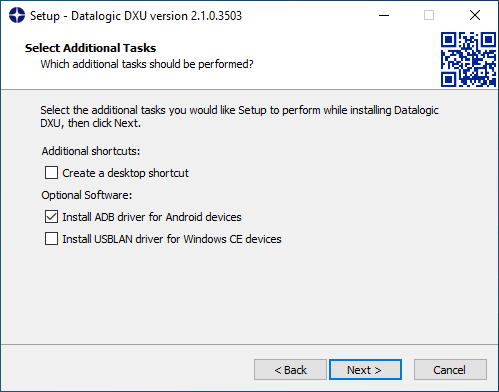 Setup - Datalogic DXU version 2.1.0.3503
Select Additional Tasks
Which additional tasks should be performed?
Select the additional tasks you would like Setup to perform while installing Datalogic
DXU, then click Next.
Additional shortcuts:
Create a desktop shortcut
Optional Software:
Install ADB driver for Android devices
Install USBLAN driver for Windows CE devices
< Back
Next >
Cancel